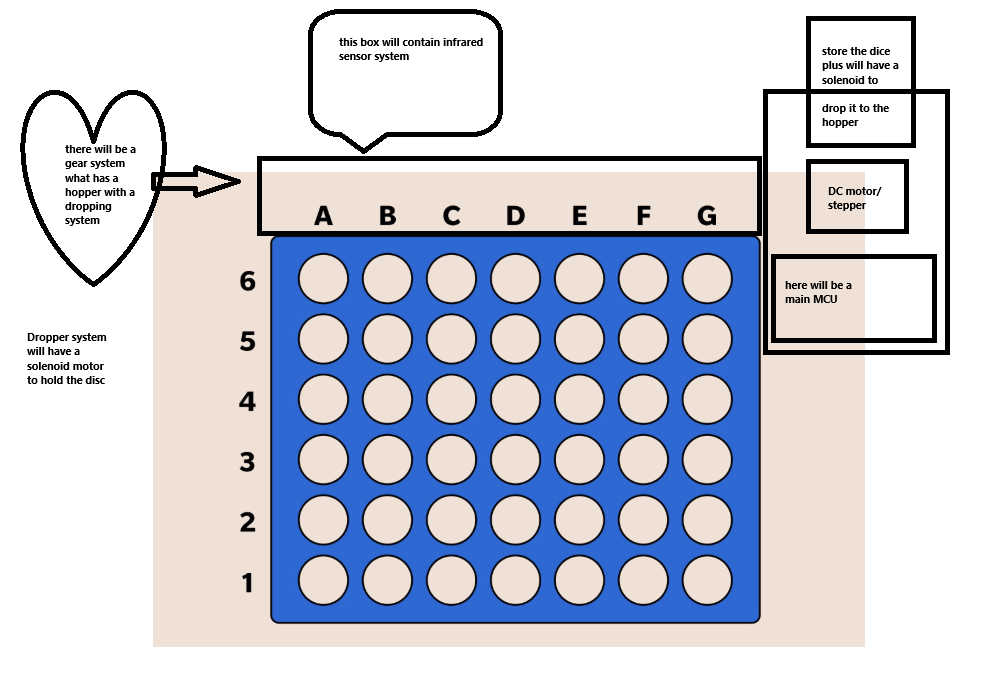 this box will contain infrared
sensor system
store the dice
plus will have a
solenoid to
drop it to the
hopper
there will be a
gear system
what has a
hopper with a
dropping
system
DC motor/
stepper
A B C D E F G
here will be a
main MCU
6
5
4
3
2
1
Dropper system
will have a
solenoid motor
to hold the disc